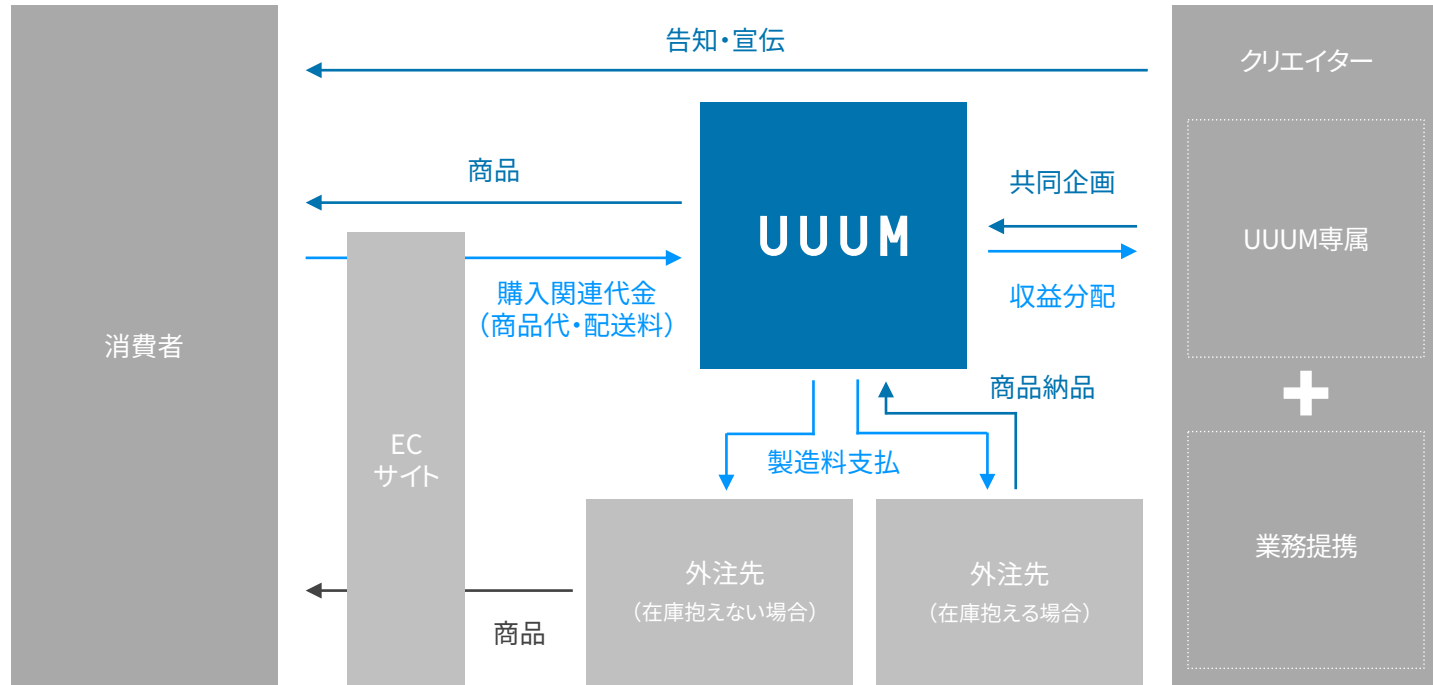 告知・宣伝
クリエイター
商品
共同企画
UUUM
UUUM専属
購入関連代金
（商品代・配送料）
収益分配
消費者
商品納品
EC
サイト
製造料支払
外注先
（在庫抱えない場合）
外注先
（在庫抱える場合）
業務提携
商品